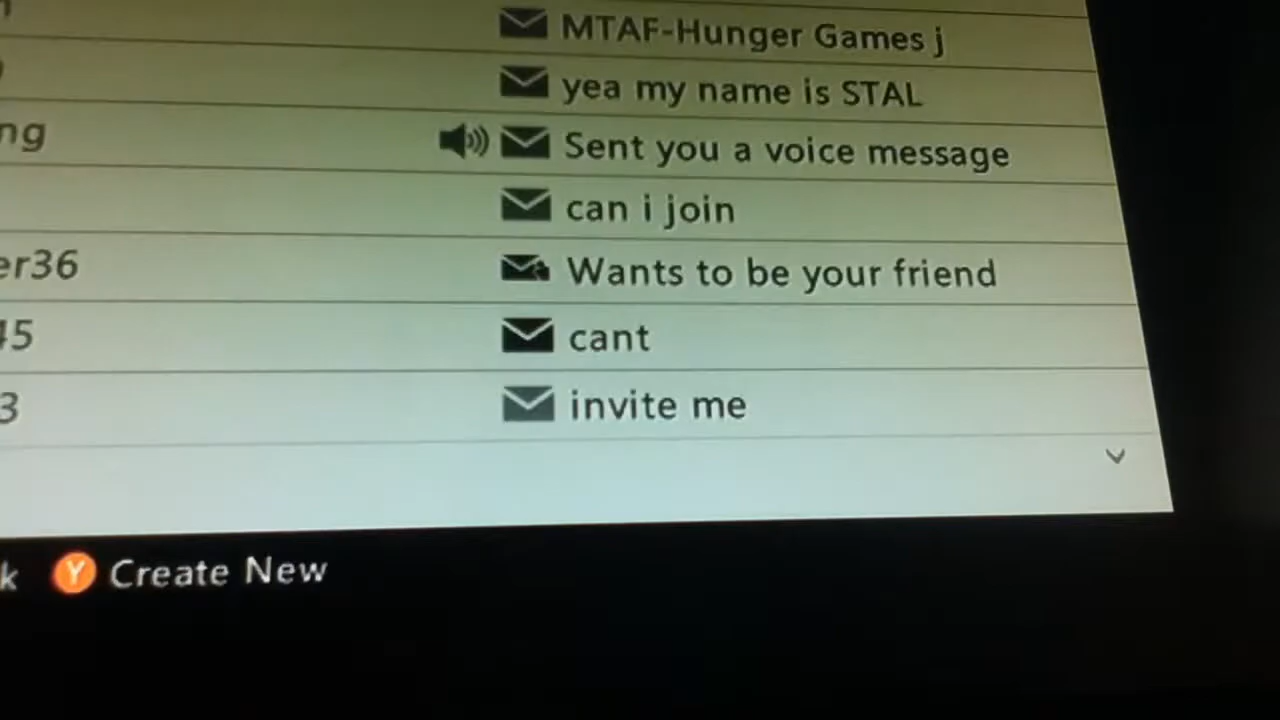 MTAF-Hunger Games j
yea my name is STAL
ng Sent you a voice message
can i join
er36 Wants to be your friend
45 cant
3 invite me
k Y Create New